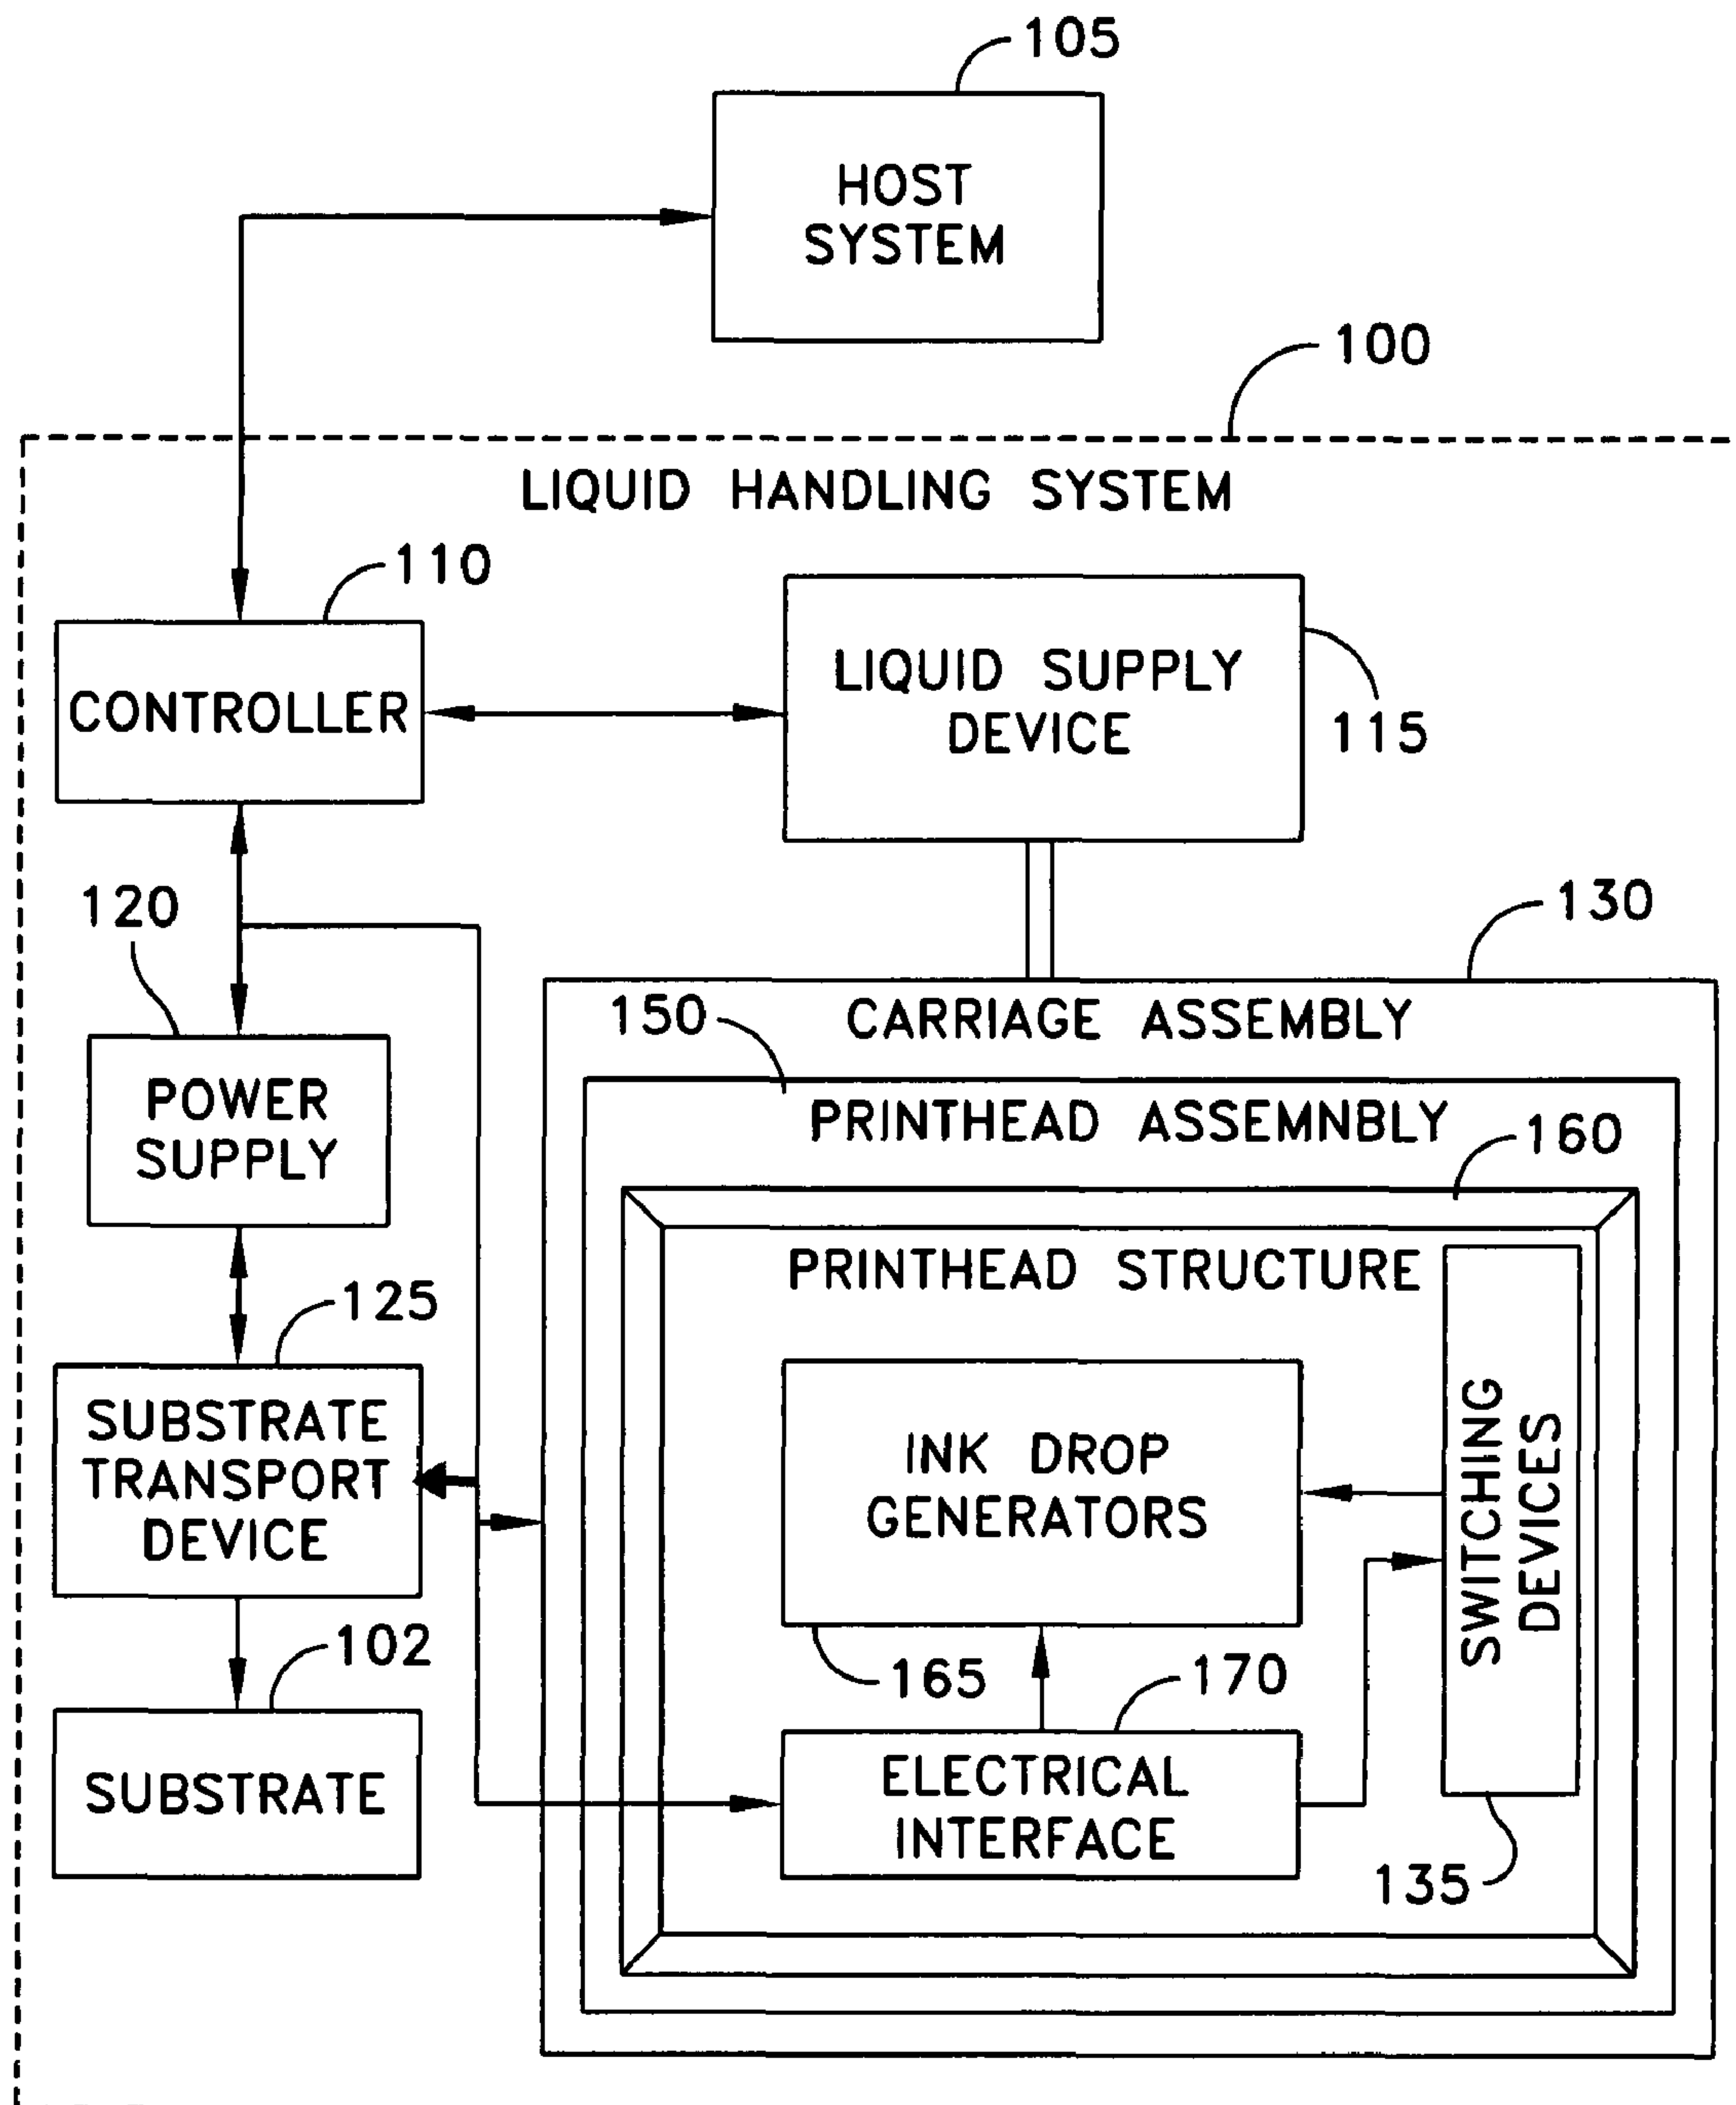 105
HOST
SYSTEM
100
LIQUID HANDLING SYSTEM
110
CONTROLLER
LIQUID SUPPLY
DEVICE
115
120
POWER
SUPPLY
130
CARRIAGE ASSEMBLY
150
PRINTHEAD ASSEMNBLY
160
PRINTHEAD STRUCTURE
125
SUBSTRATE
TRANSPORT
DEVICE
INK DROP
GENERATORS
165
SWITCHING
DEVICES
135
102
SUBSTRATE
170
ELECTRICAL
INTERFACE